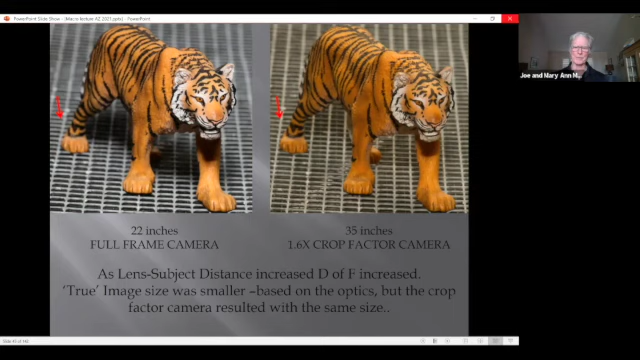 PowerPoint Slide Show - [Macro lecture AZ 2021.pptx] - PowerPoint
Joe and Mary Ann M...
22 inches
FULL FRAME CAMERA
35 inches
1.6X CROP FACTOR CAMERA
As Lens-Subject Distance increased D of F increased.
‘True’ Image size was smaller –based on the optics, but the crop
factor camera resulted with the same size..